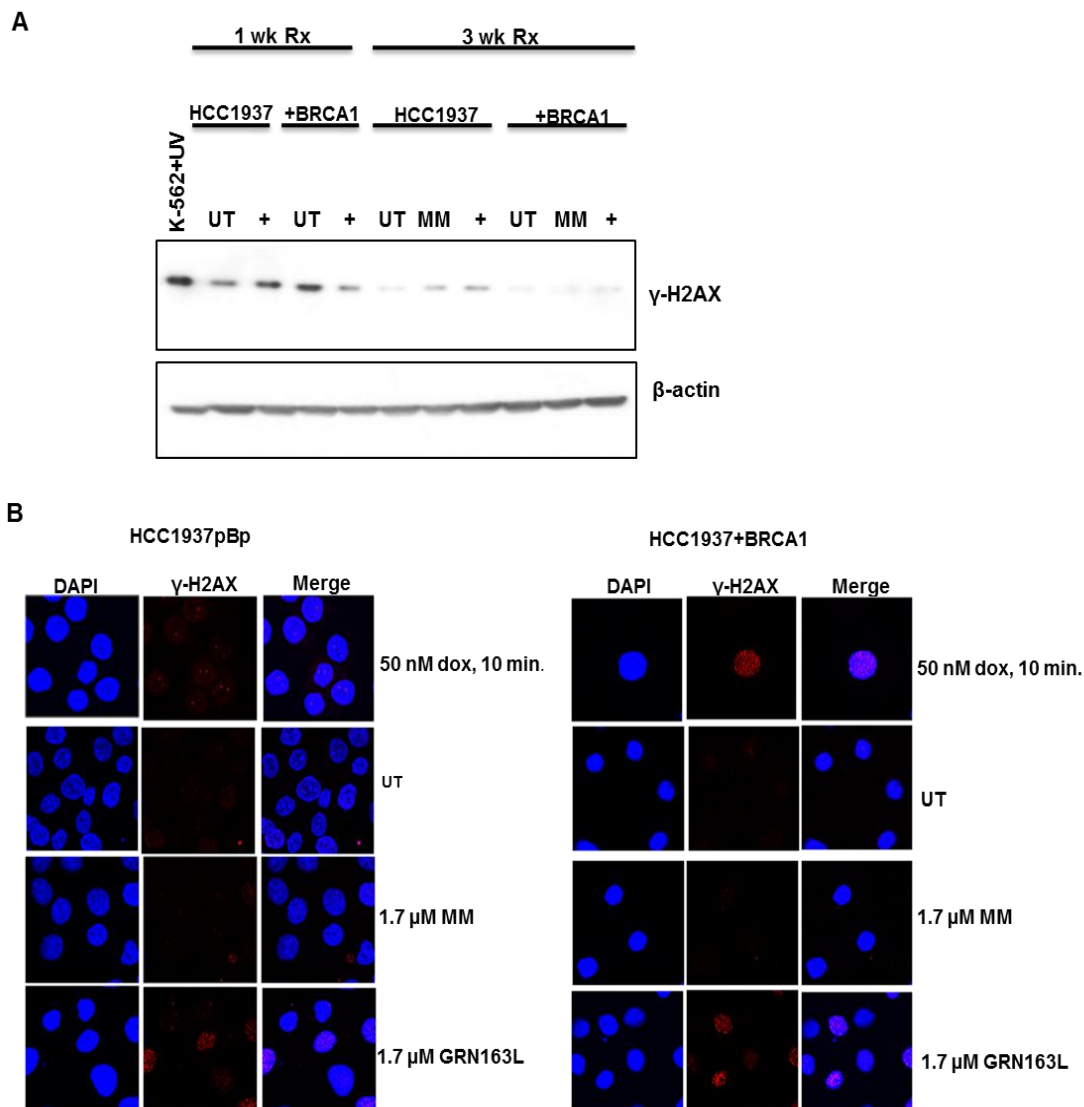 A
1 wk Rx 3 wk Rx
HCC1937 +BRCA1 HCC1937 +BRCA1
K-562+UV
UT + UT + UT MM + UT MM +
γ-H2AX
β-actin
B
HCC1937pBp
DAPI γ-H2AX Merge
50 nM dox, 10 min.
UT
1.7 µM MM
1.7 µM GRN163L
HCC1937+BRCA1
DAPI γ-H2AX Merge
50 nM dox, 10 min.
UT
1.7 µM MM
1.7 µM GRN163L